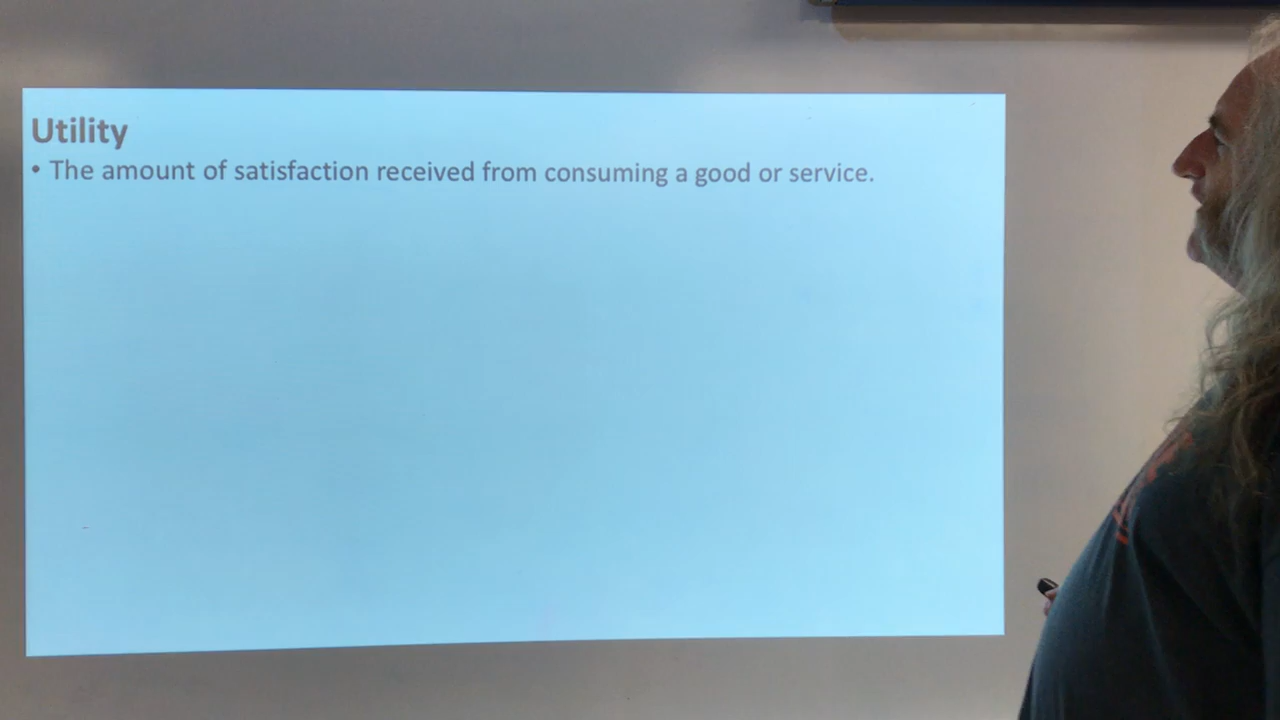 Utility
• The amount of satisfaction received from consuming a good or service.